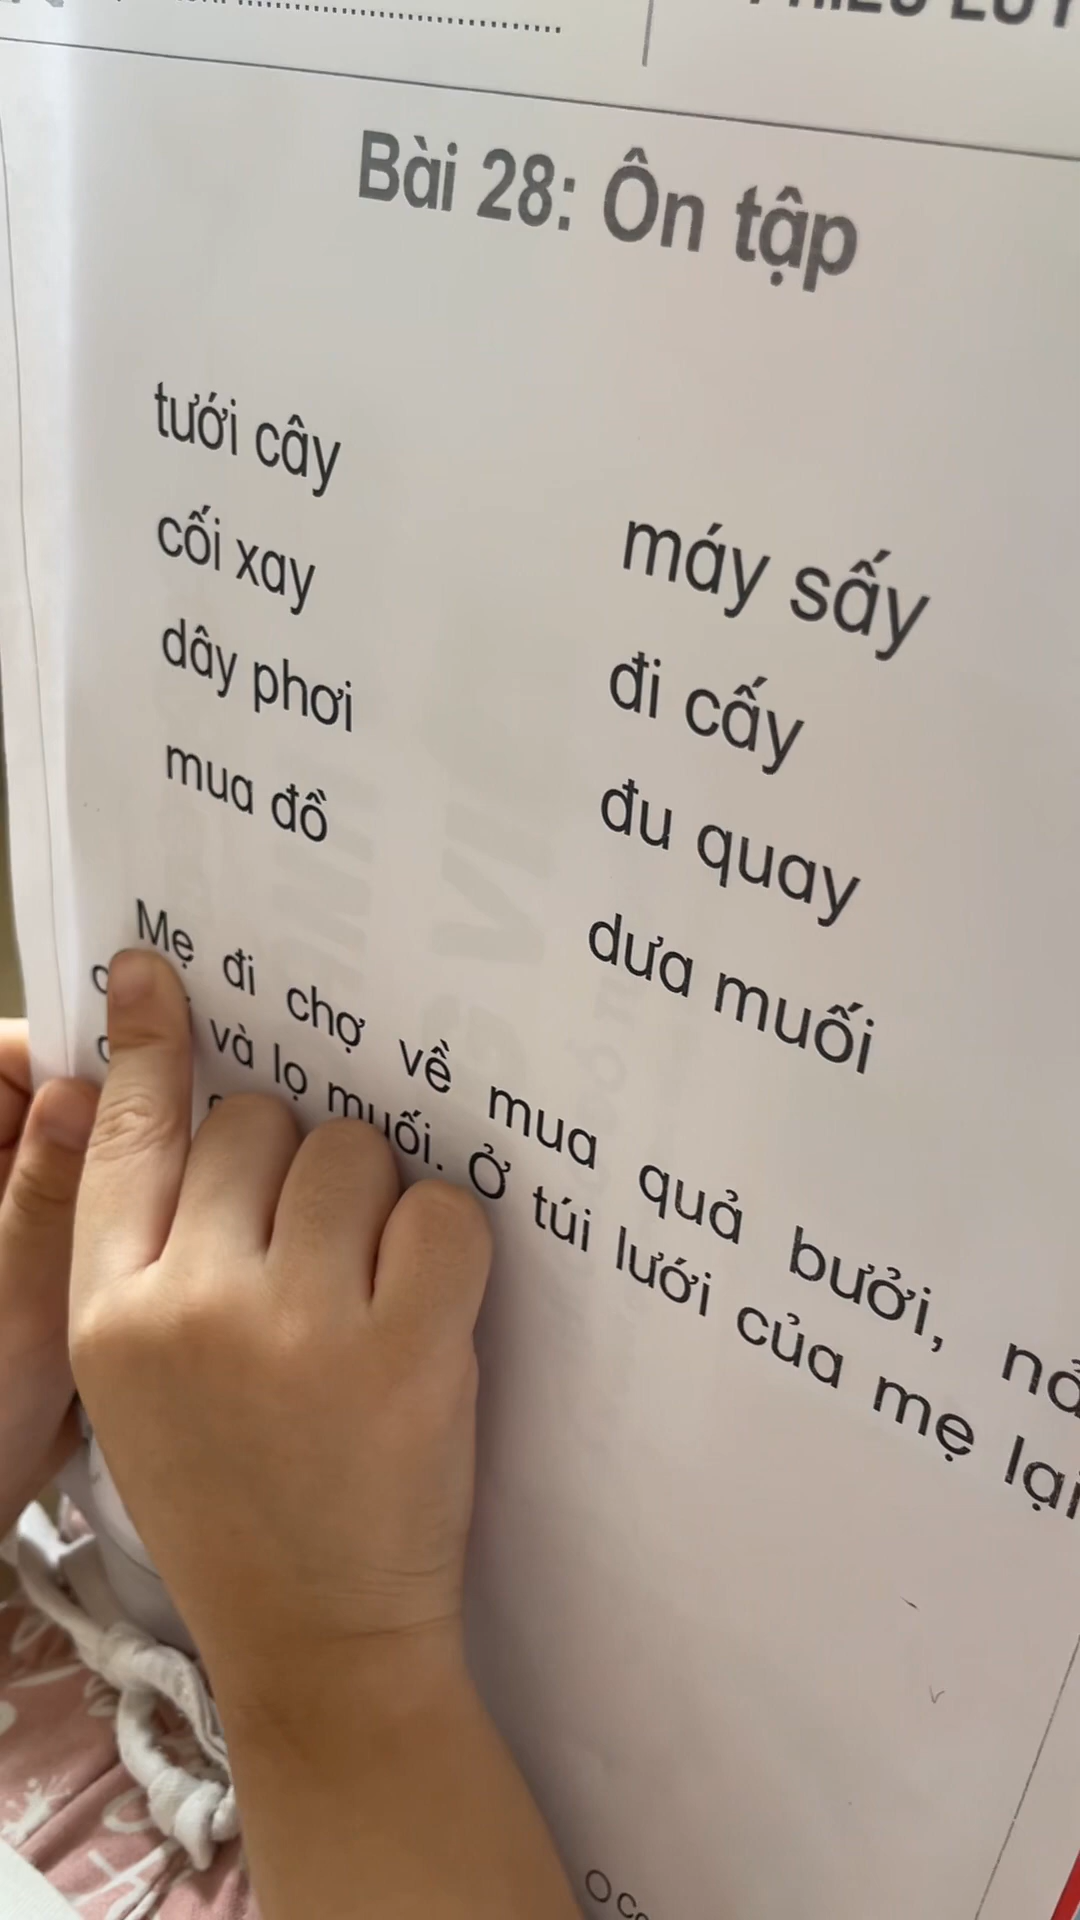 Bài 28: Ôn tập
tưới cây
cối xay
dây phơi
mua đồ
máy sấy
đi cấy
đu quay
dưa muối
Mẹ đi chợ về mua quả bưởi,
và lọ muối. Ở túi lưới của mẹ lại